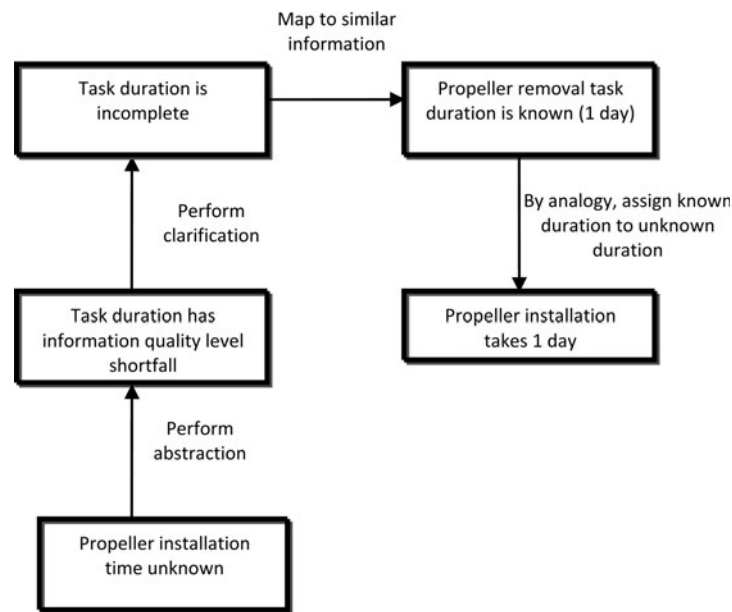 Map to similar
information
Task duration is
incomplete
Propeller removal task
duration is known (1 day)
Perform
clarification
By analogy, assign known
duration to unknown
duration
Task duration has
information quality level
shortfall
Propeller installation
takes 1 day
Perform
abstraction
Propeller installation
time unknown